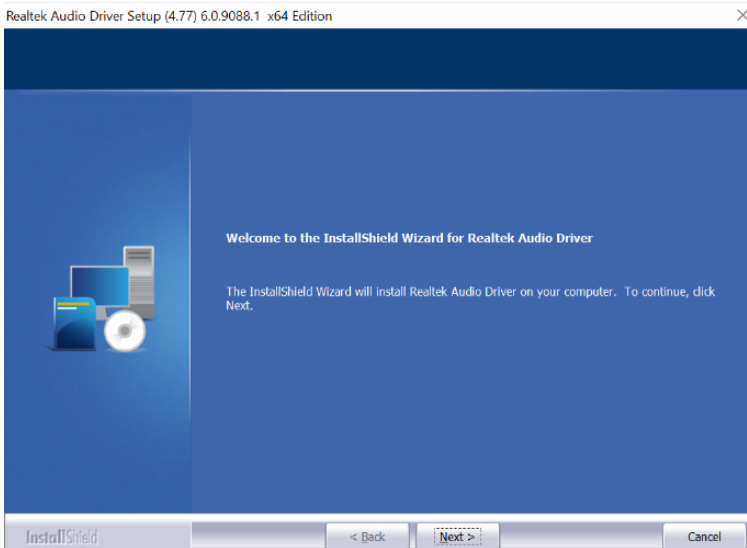 Realtek Audio Driver Setup (4.77) 6.0.9088.1 x64 Edition
Welcome to the InstallShield Wizard for Realtek Audio Driver
The InstallShield Wizard will install Realtek Audio Driver on your computer. To continue, click
Next.
InstallShield
< Back
Next >
Cancel